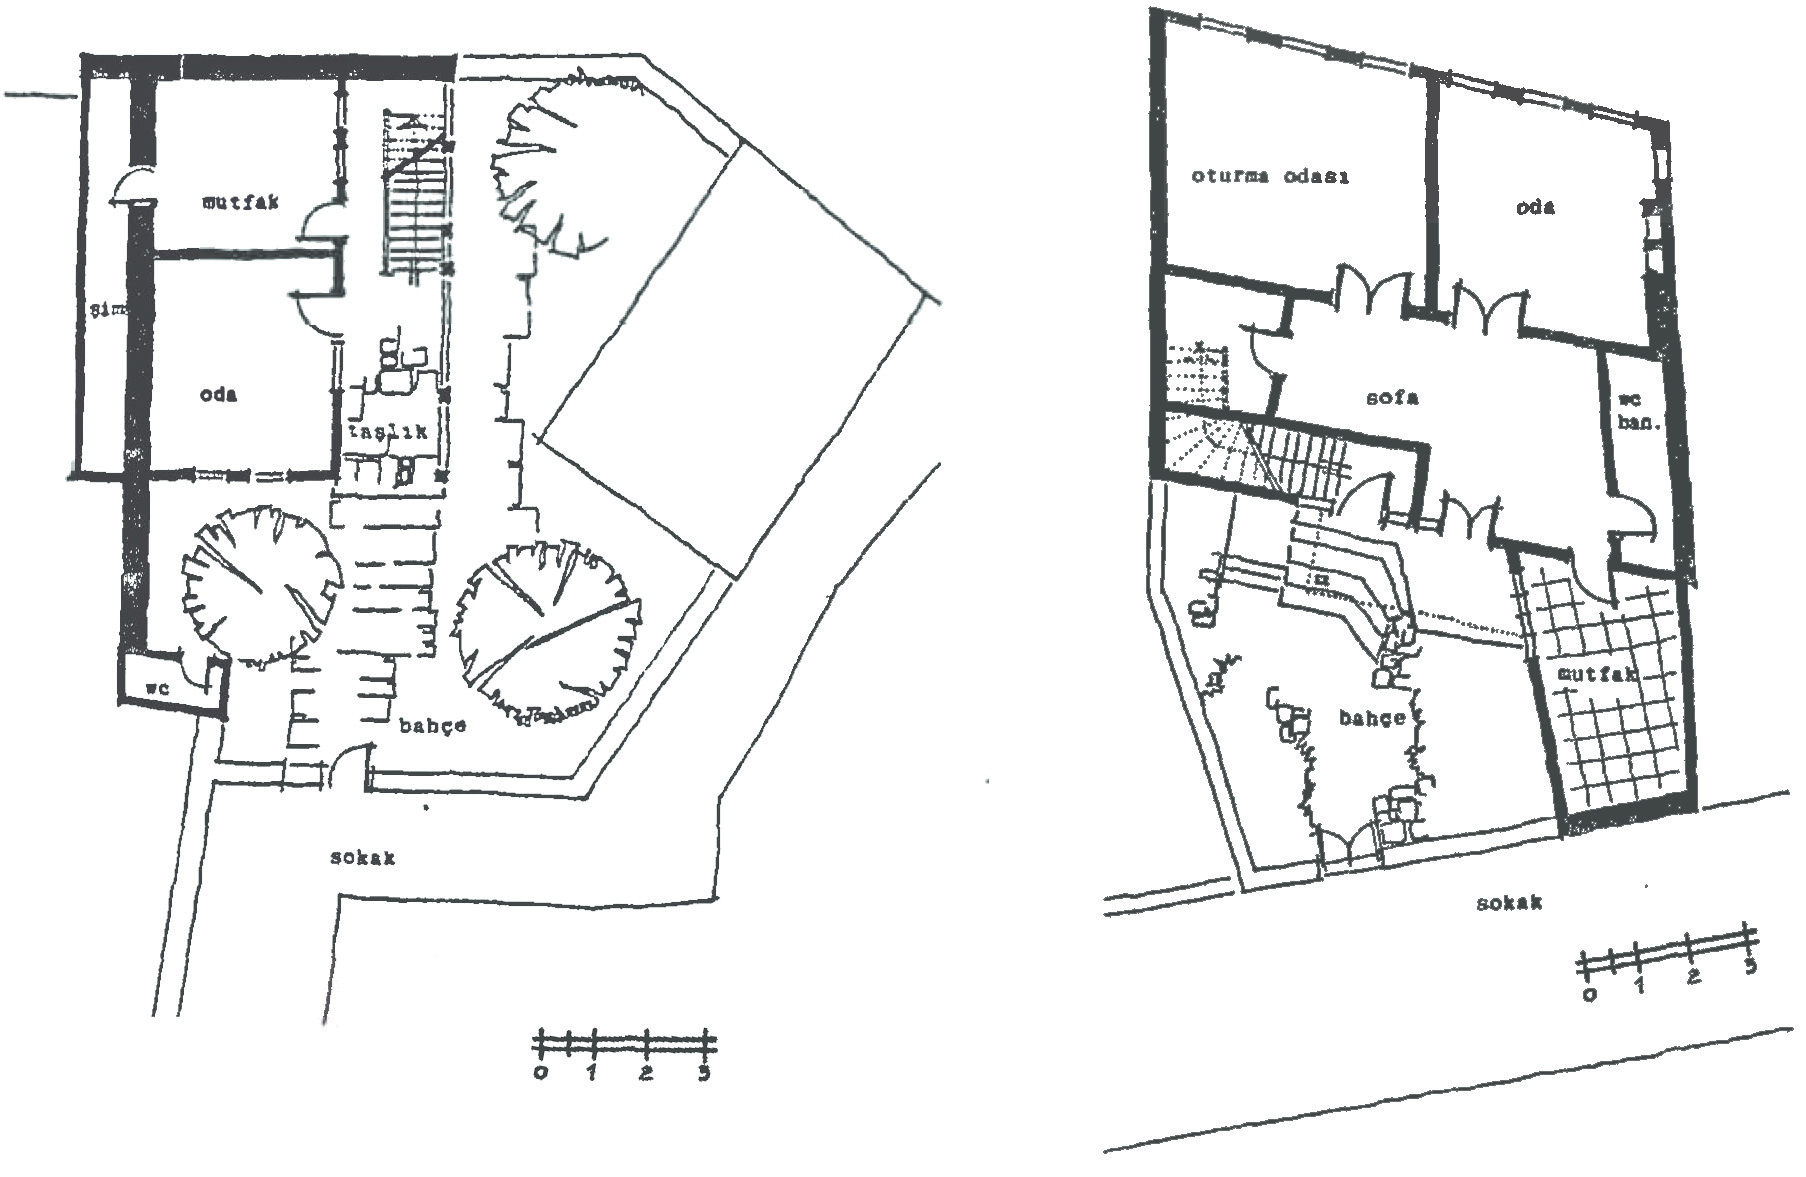 mutfak
şim
oda
taşlık
wc
bahçe
sokak
0 1 2 3
oturma odası
oda
sofa
wc
ban.
mutfak
bahçe
sokak
0 1 2 3